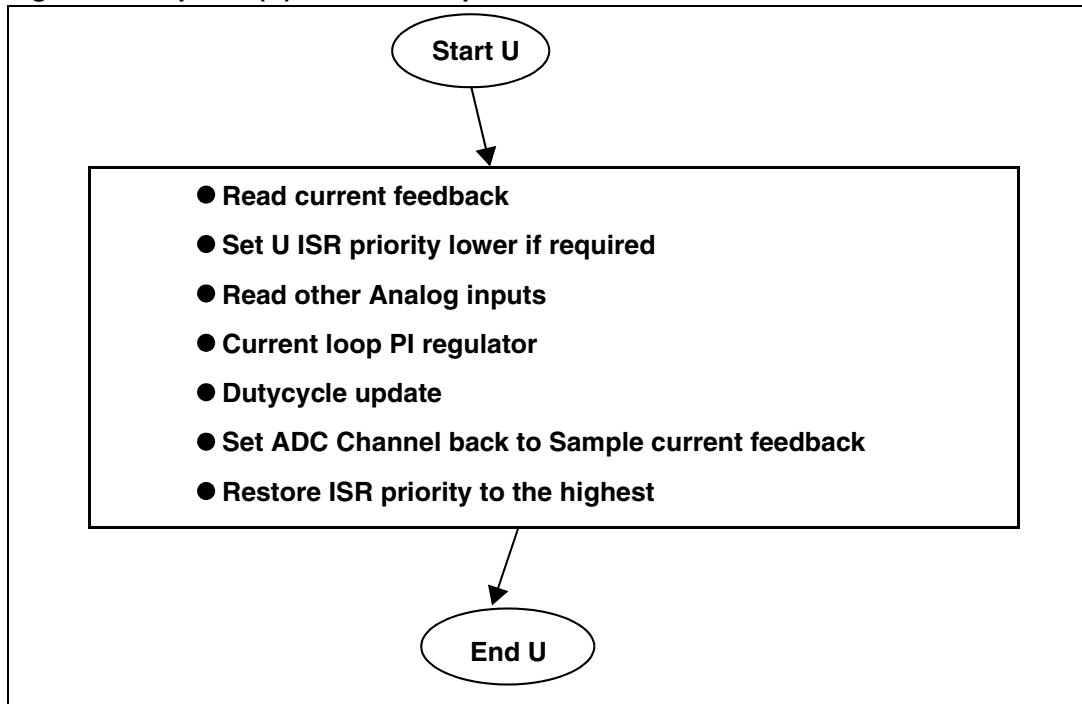 Start U
● Read current feedback
● Set U ISR priority lower if required
● Read other Analog inputs
● Current loop PI regulator
● Dutycycle update
● Set ADC Channel back to Sample current feedback
● Restore ISR priority to the highest
End U